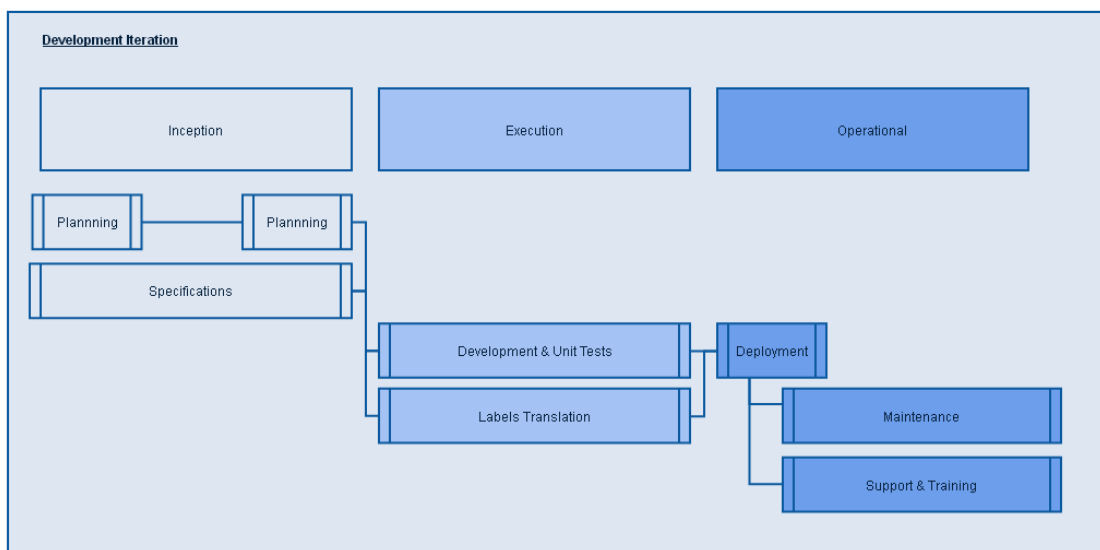 Development Iteration
Inception
Execution
Operational
Plannning
Plannning
Specifications
Development & Unit Tests
Deployment
Labels Translation
Maintenance
Support & Training